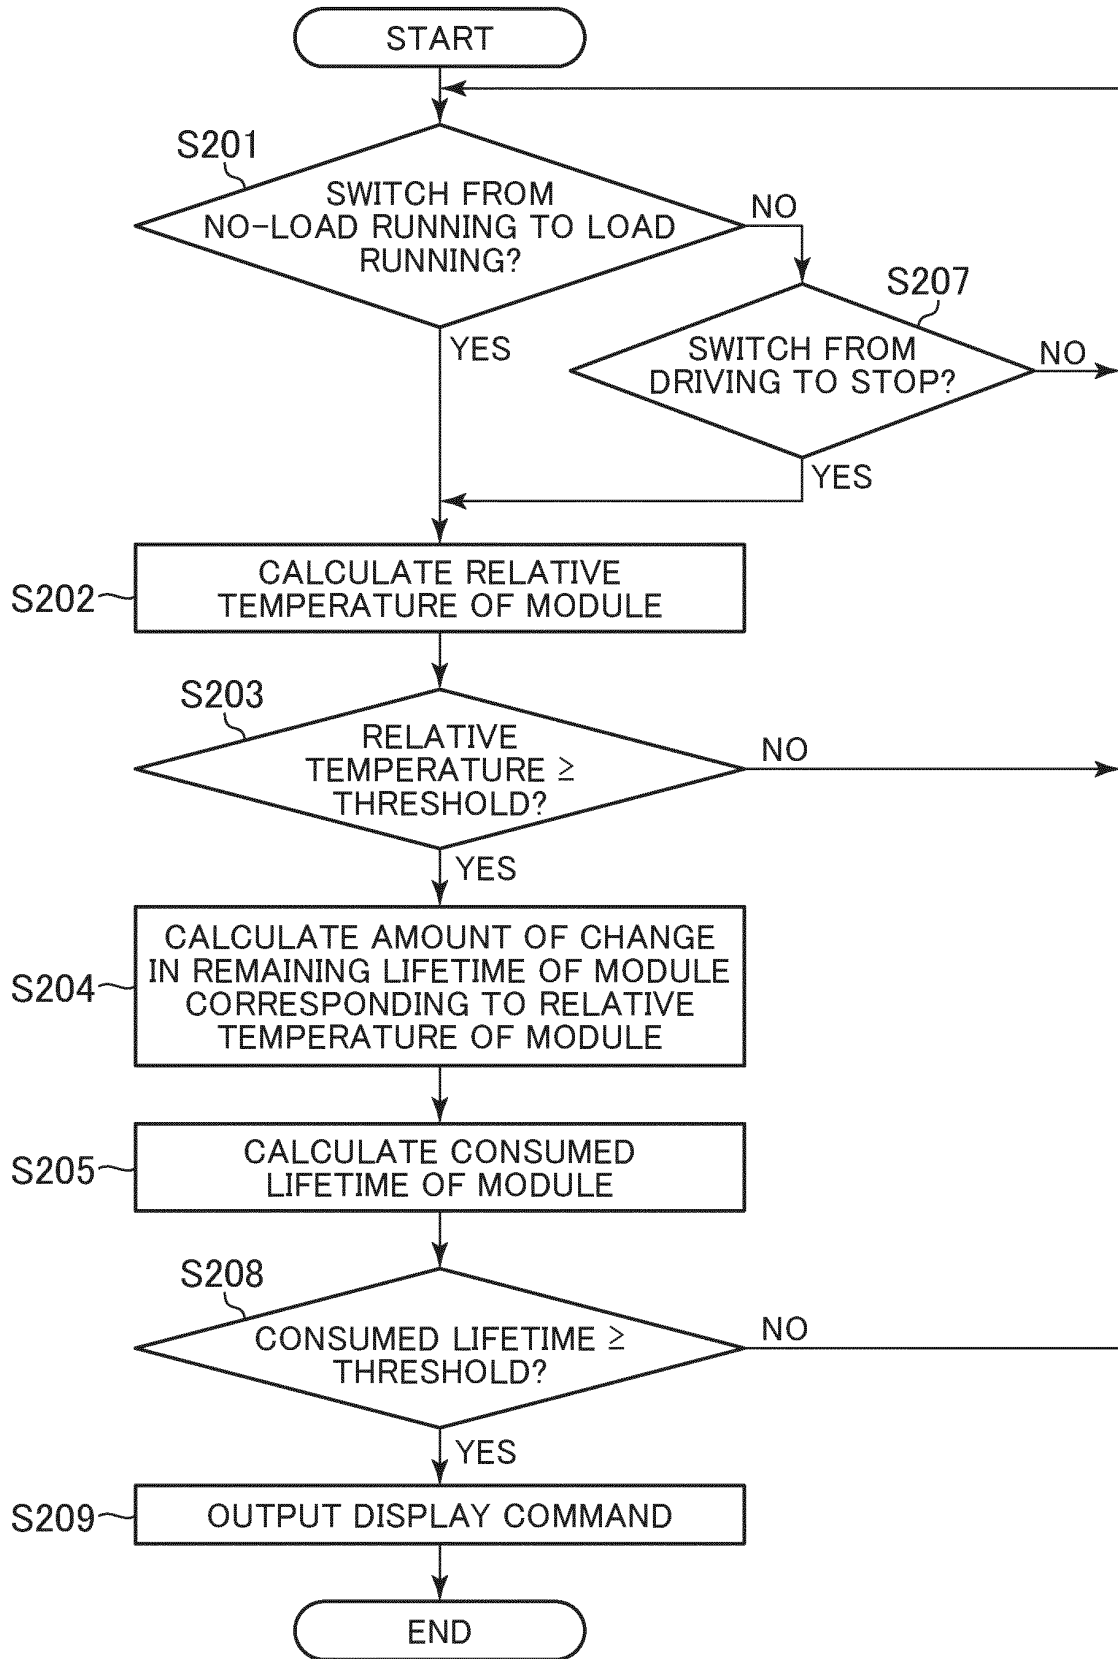 START
S201
SWITCH FROM
NO-LOAD RUNNING TO LOAD
RUNNING?
NO
YES
S207
SWITCH FROM
DRIVING TO STOP?
NO
YES
S202
CALCULATE RELATIVE
TEMPERATURE OF MODULE
S203
RELATIVE
TEMPERATURE ≥
THRESHOLD?
NO
YES
S204
CALCULATE AMOUNT OF CHANGE
IN REMAINING LIFETIME OF MODULE
CORRESPONDING TO RELATIVE
TEMPERATURE OF MODULE
S205
CALCULATE CONSUMED
LIFETIME OF MODULE
S208
CONSUMED LIFETIME ≥
THRESHOLD?
NO
YES
S209
OUTPUT DISPLAY COMMAND
END